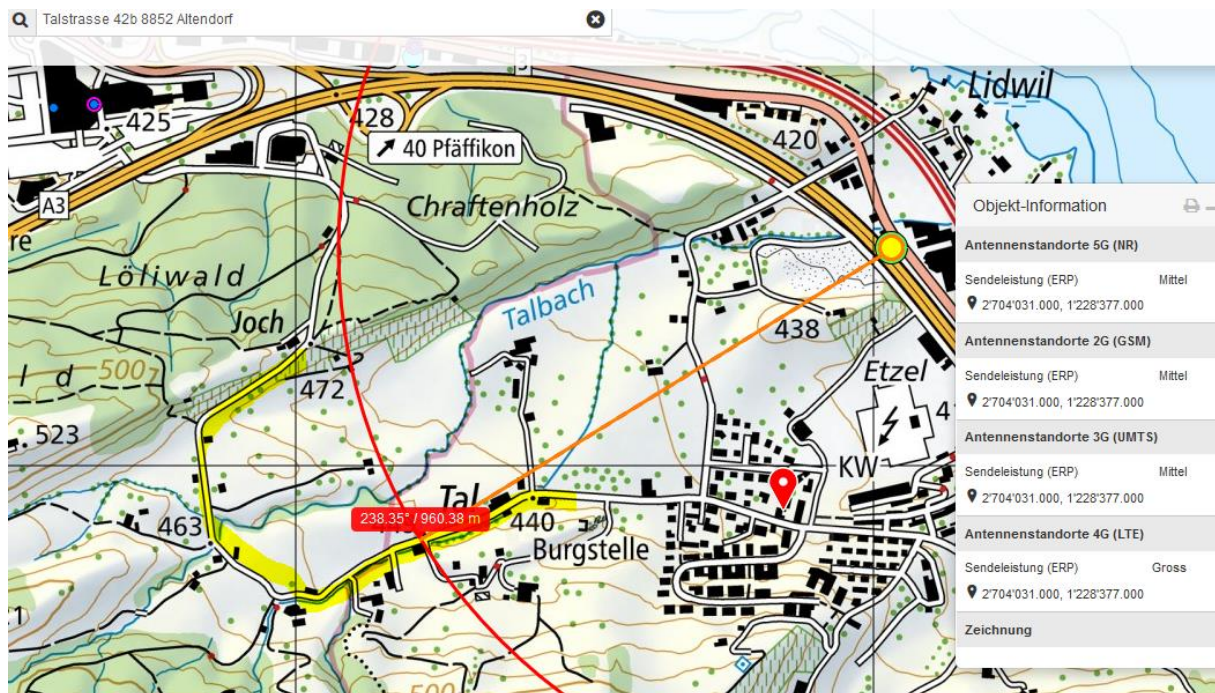 Talstrasse 42b 8852 Altendorf
3
Lidwil
425
428
420
40 Pfäffikon
A3
Chraftenholz
Objekt-Information
re
Antennenstandorte 5G (NR)
Löliwald
Sendeleistung (ERP) Mittel
2'704'031.000, 1'228'377.000
Talbach
Joch
438
Antennenstandorte 2G (GSM)
l d
500
472
Etzel
Sendeleistung (ERP) Mittel
2'704'031.000, 1'228'377.000
523
Antennenstandorte 3G (UMTS)
KW
Sendeleistung (ERP) Mittel
2'704'031.000, 1'228'377.000
Tal
463
238.35° / 960.38 m
440
Antennenstandorte 4G (LTE)
Burgstelle
Sendeleistung (ERP) Gross
2'704'031.000, 1'228'377.000
Zeichnung
500